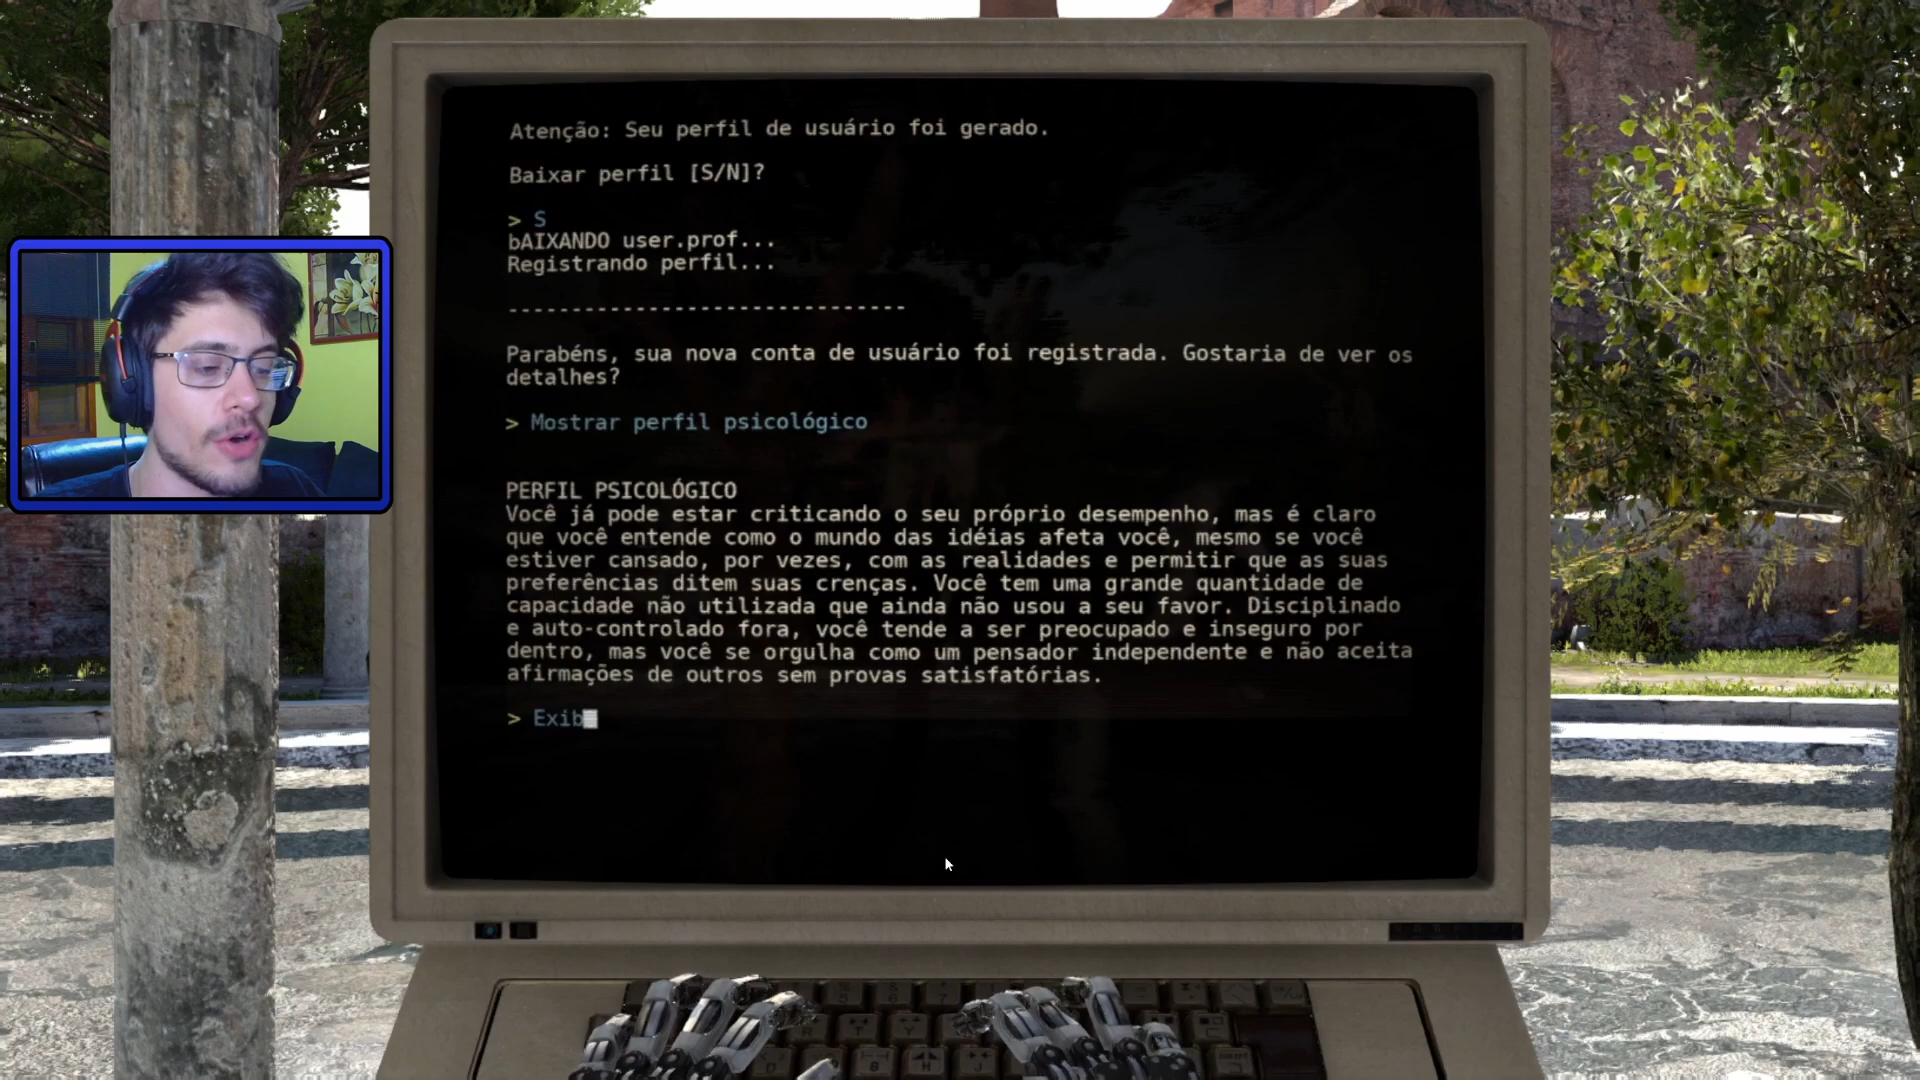 Atenção: Seu perfil de usuário foi gerado.
Baixar perfil [S/N]?
> S
bAIXANDO user.prof...
Registrando perfil...
-------------------------------
Parabéns, sua nova conta de usuário foi registrada. Gostaria de ver os
detalhes?
> Mostrar perfil psicológico
PERFIL PSICOLÓGICO
Você já pode estar criticando o seu próprio desempenho, mas é claro
que você entende como o mundo das idéias afeta você, mesmo se você
estiver cansado, por vezes, com as realidades e permitir que as suas
preferências ditem suas crenças. Você tem uma grande quantidade de
capacidade não utilizada que ainda não usou a seu favor. Disciplinado
e auto-controlado fora, você tende a ser preocupado e inseguro por
dentro, mas você se orgulha como um pensador independente e não aceita
afirmações de outros sem provas satisfatórias.
> Exib